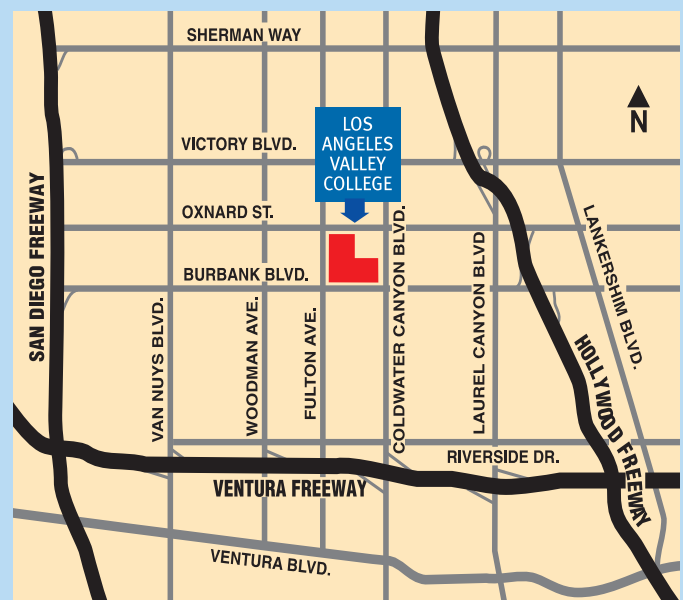 SHERMAN WAY
LOS
ANGELES
VALLEY
COLLEGE
N
VICTORY BLVD.
OXNARD ST.
BURBANK BLVD.
SAN DIEGO FREEWAY
VAN NUYS BLVD.
WOODMAN AVE.
FULTON AVE.
COLDWATER CANYON BLVD.
LAUREL CANYON BLVD
LANKERSHIM BLVD.
HOLLYWOOD FREEWAY
RIVERSIDE DR.
VENTURA FREEWAY
VENTURA BLVD.